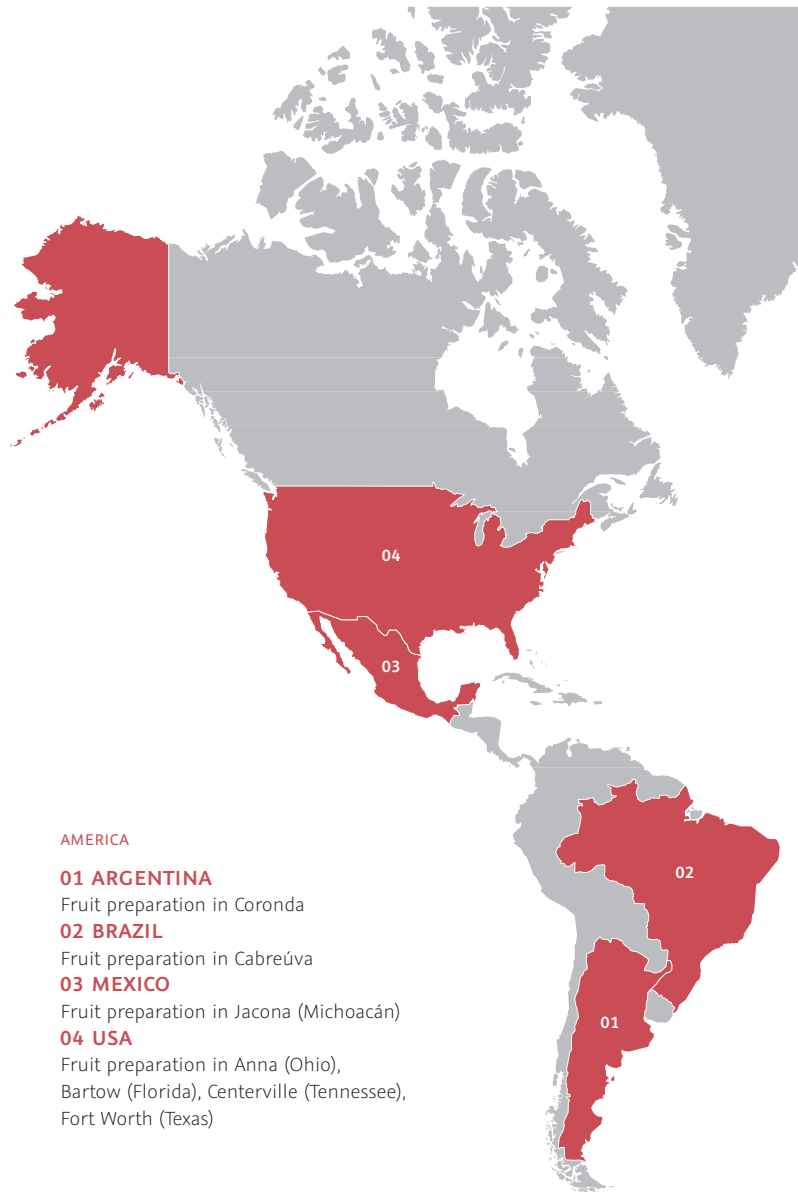 04
03
02
01
AMERICA
01 ARGENTINA
Fruit preparation in Coronda
02 BRAZIL
Fruit preparation in Cabreúva
03 MEXICO
Fruit preparation in Jacona (Michoacán)
04 USA
Fruit preparation in Anna (Ohio),
Bartow (Florida), Centerville (Tennessee),
Fort Worth (Texas)